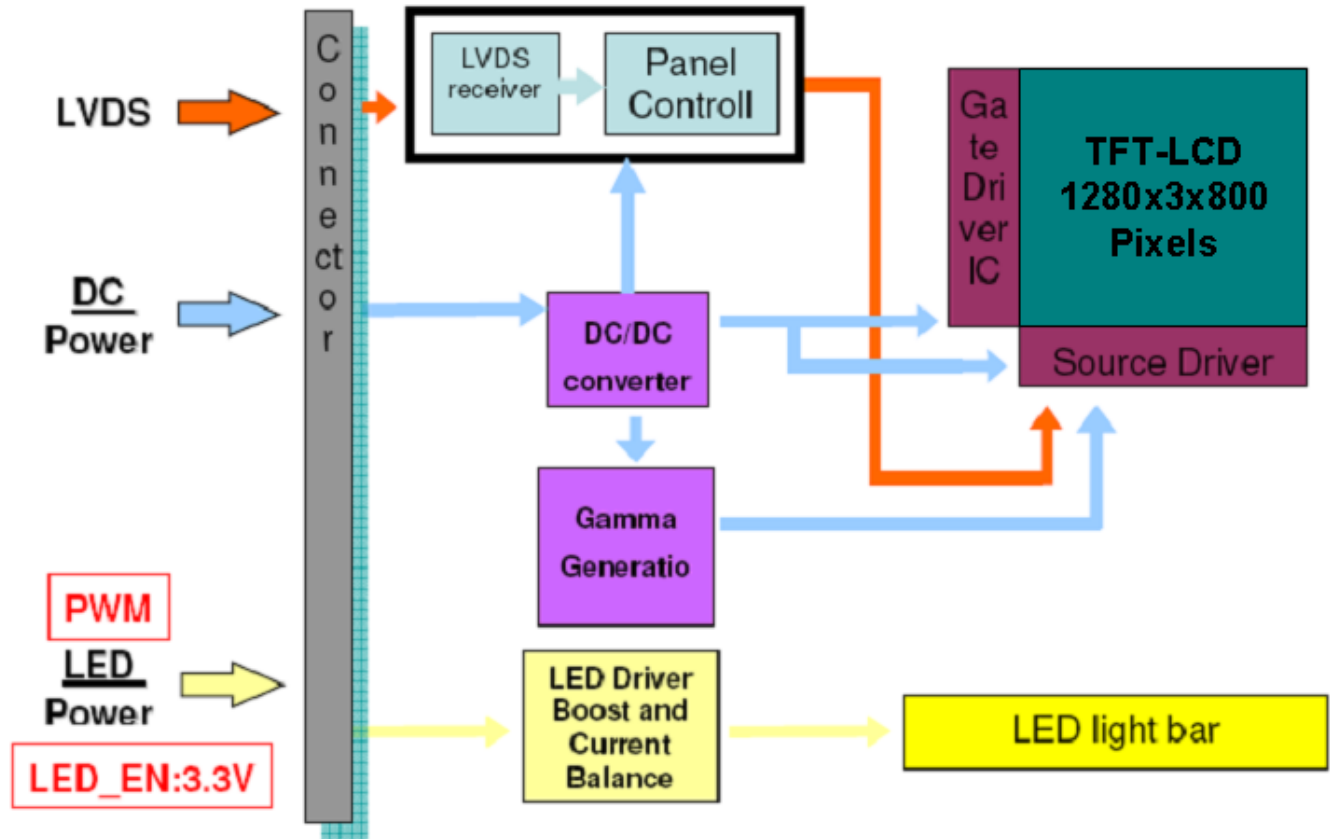 LVDS
DC
Power
PWM
LED
Power
LED_EN:3.3V
Connector
LVDS
receiver
Panel
Controll
DC/DC
converter
Gamma
Generatio
LED Driver
Boost and
Current
Balance
Ga
te
Dri
ver
IC
TFT-LCD
1280x3x800
Pixels
Source Driver
LED light bar